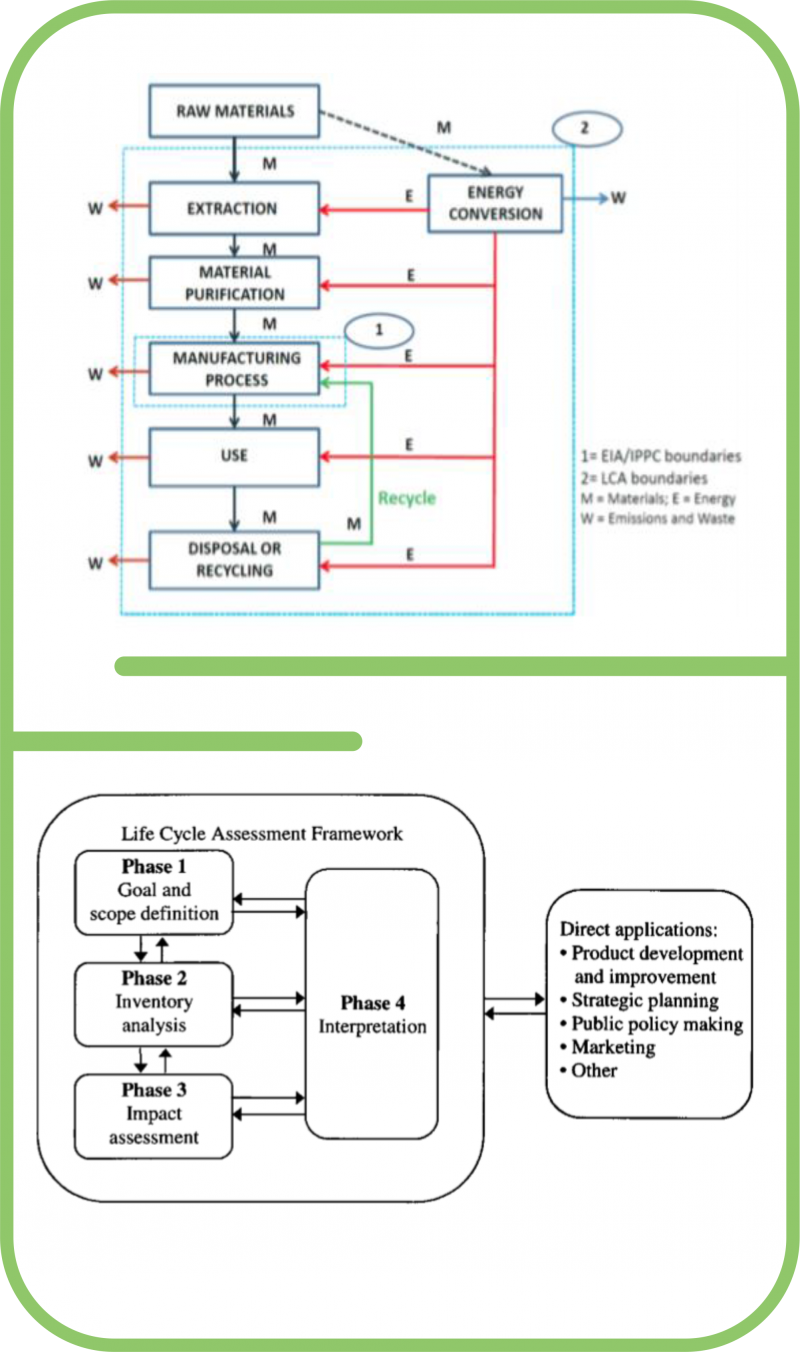 RAW MATERIALS
M
2
M
EXTRACTION
E
ENERGY
CONVERSION
W
W
M
MATERIAL
PURIFICATION
E
W
M
1
MANUFACTURING
PROCESS
E
W
M
USE
E
W
1= EIA/IPPC boundaries
2= LCA boundaries
M = Materials; E = Energy
W = Emissions and Waste
Recycle
M
M
DISPOSAL OR
RECYCLING
E
W
Life Cycle Assessment Framework
Phase 1
Goal and
scope definition
Phase 2
Inventory
analysis
Phase 3
Impact
assessment
Phase 4
Interpretation
Direct applications:
• Product development
and improvement
• Strategic planning
• Public policy making
• Marketing
• Other